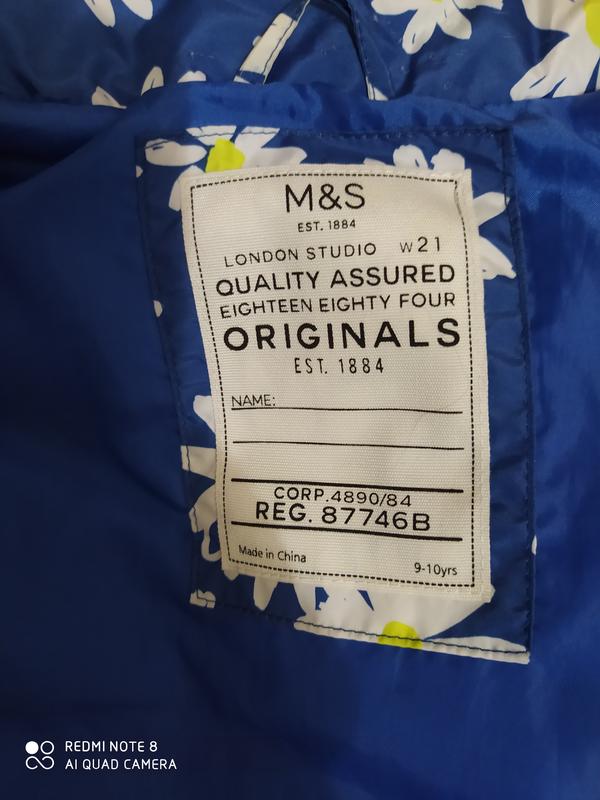 M&S
EST. 1884
LONDON STUDIO W21
QUALITY ASSURED
EIGHTEEN EIGHTY FOUR
ORIGINALS
EST. 1884
NAME:
CORP.4890/84
REG. 87746B
Made in China 9-10yrs
REDMI NOTE 8
AI QUAD CAMERA